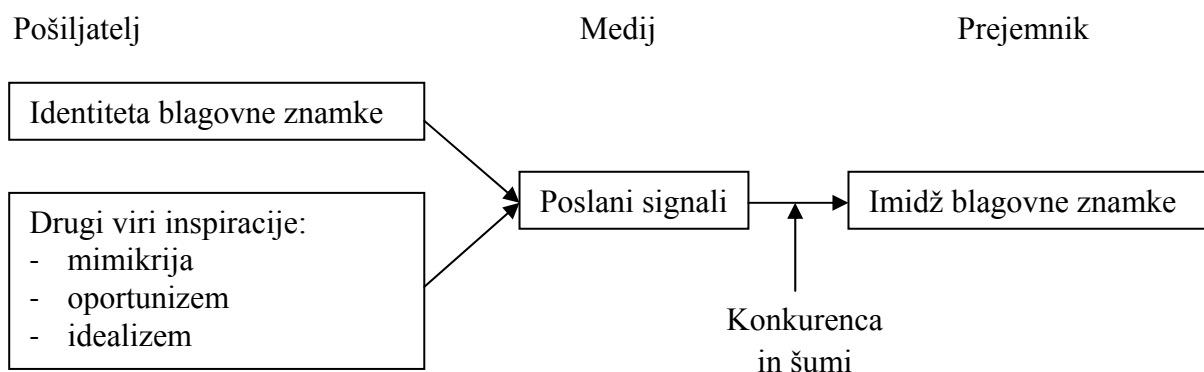 Pošiljatelj
Medij
Prejemnik
Identiteta blagovne znamke
Drugi viri inspiracije:
- mimikrija
- oportunizem
- idealizem
Poslani signali
Imidž blagovne znamke
Konkurenca
in šumi